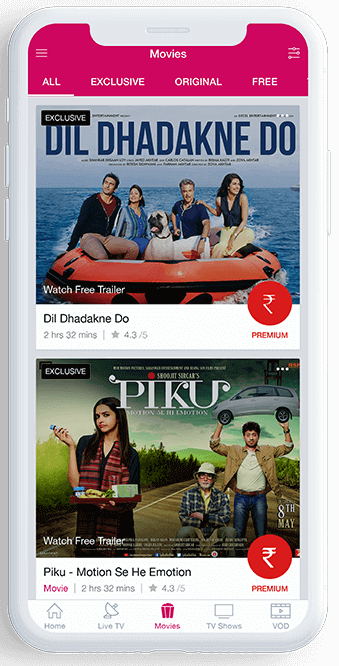 Movies
ALL EXCLUSIVE ORIGINAL FREE
EXCLUSIVE
DIL DHADAKNE DO
Watch Free Trailer
₹
Dil Dhadakne Do
2 hrs 32 mins | ★ 4.3 /5
PREMIUM
EXCLUSIVE
SHOOJIT SIRCAR'S
PIKU
MOTION SE HI EMOTION
8TH
MAY
Watch Free Trailer
₹
Piku - Motion Se He Emotion
Movie | 2 hrs 32 mins | ★ 4.3 /5
PREMIUM
Home Live TV Movies TV Shows VOD